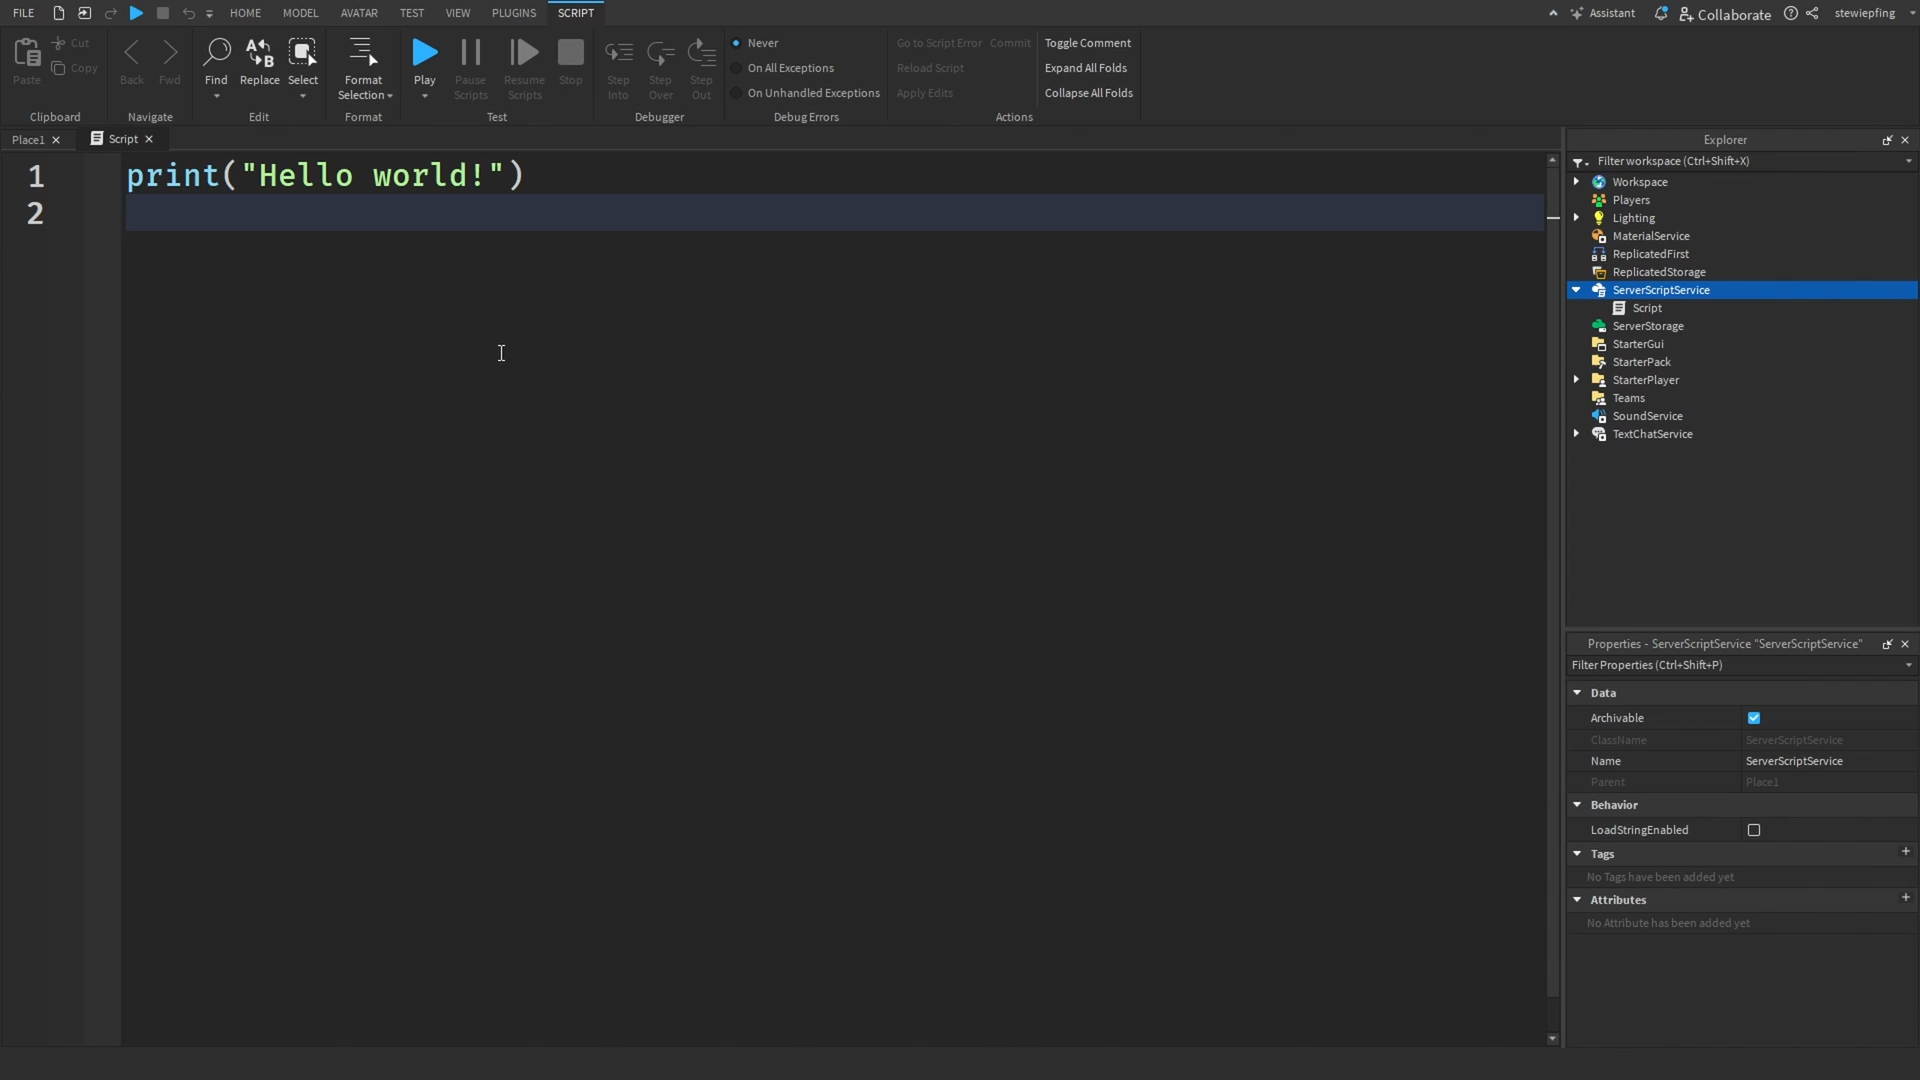 FILE HOME MODEL AVATAR TEST VIEW PLUGINS SCRIPT Assistant Collaborate stewiepfing
Paste Cut Copy
Clipboard
Back Fwd
Navigate
Find Replace Select
Edit
Format Selection
Format
Play Pause Scripts Resume Scripts Stop
Test
Step Into Step Over Step Out
Debugger
Never
On All Exceptions
On Unhandled Exceptions
Debug Errors
Go to Script Error Commit
Reload Script
Apply Edits
Toggle Comment
Expand All Folds
Collapse All Folds
Actions
Place1 Script
1 print("Hello world!")
2
Explorer
Filter workspace (Ctrl+Shift+X)
Workspace
Players
Lighting
MaterialService
ReplicatedFirst
ReplicatedStorage
ServerScriptService
Script
ServerStorage
StarterGui
StarterPack
StarterPlayer
Teams
SoundService
TextChatService
Properties - ServerScriptService "ServerScriptService"
Filter Properties (Ctrl+Shift+P)
Data
Archivable
ClassName ServerScriptService
Name ServerScriptService
Parent Place1
Behavior
LoadStringEnabled
Tags +
No Tags have been added yet
Attributes +
No Attribute has been added yet